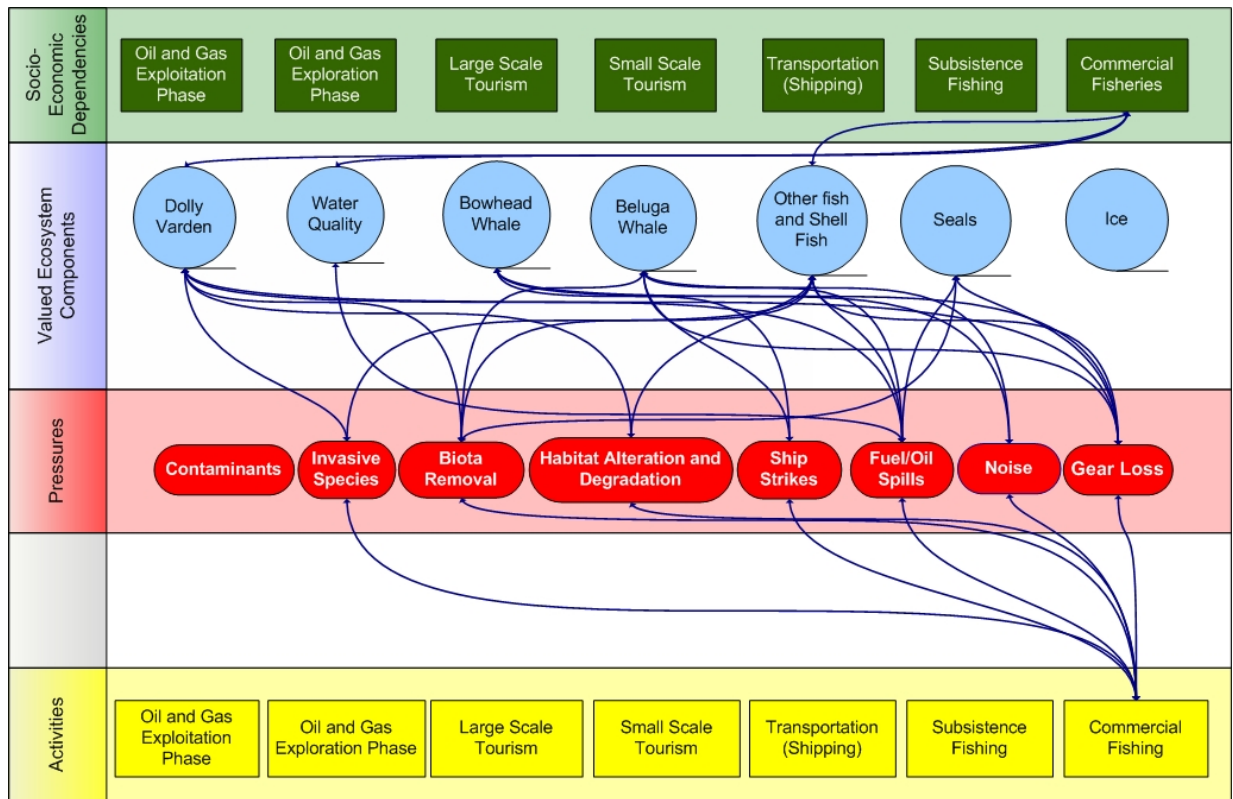 Socio-
Economic
Dependencies
Oil and Gas
Exploitation
Phase
Oil and Gas
Exploration
Phase
Large Scale
Tourism
Small Scale
Tourism
Transportation
(Shipping)
Subsistence
Fishing
Commercial
Fisheries
Valued Ecosystem
Components
Dolly
Varden
Water
Quality
Bowhead
Whale
Beluga
Whale
Other fish
and Shell
Fish
Seals
Ice
Pressures
Contaminants
Invasive
Species
Biota
Removal
Habitat Alteration and
Degradation
Ship
Strikes
Fuel/Oil
Spills
Noise
Gear Loss
Activities
Oil and Gas
Exploitation
Phase
Oil and Gas
Exploration Phase
Large Scale
Tourism
Small Scale
Tourism
Transportation
(Shipping)
Subsistence
Fishing
Commercial
Fishing